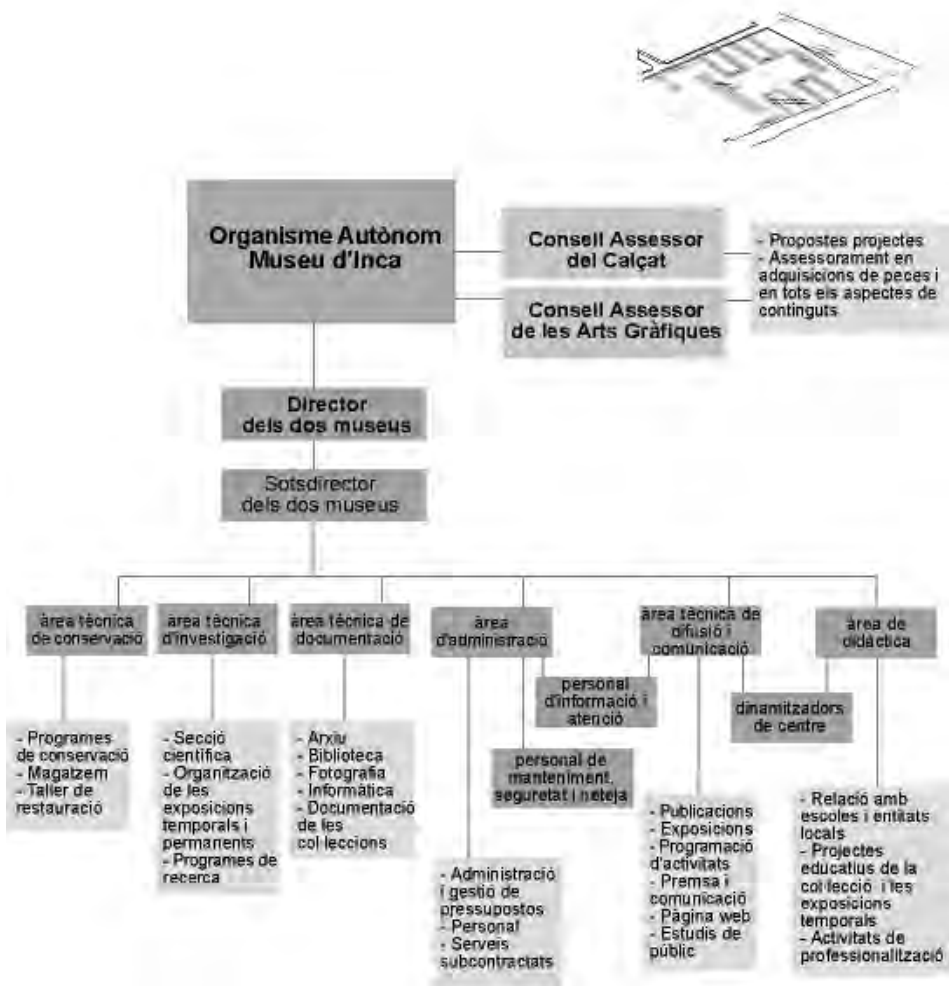 Organisme Autònom
Museu d'Inca
Consell Assessor
del Calçat
Consell Assessor
de les Arts Gràfiques
- Propostes projectes
- Assessorament en
adquisicions de peces i
en tots els aspectes de
continguts
Director
dels dos museus
Sotsdirector
dels dos museus
àrea tècnica
de conservació
àrea tècnica
d'investigació
àrea tècnica de
documentació
àrea
d'administració
àrea tècnica de
difusió i
comunicació
àrea de
didàctica
personal
d'informació i
atenció
dinamitzadors
de centre
personal de
manteniment,
seguretat i neteja
- Programes
de conservació
- Magatzem
- Taller de
restauració
- Secció
científica
- Organització
de les
exposicions
temporals i
permanents
- Programes de
recerca
- Arxiu
- Biblioteca
- Fotografia
- Informàtica
- Documentació
de les
col·leccions
- Administració
i gestió de
pressupostos
- Personal
- Serveis
subcontractats
- Publicacions
- Exposicions
- Programació
d'activitats
- Premsa i
comunicació
- Pàgina web
- Estudis de
públic
- Relació amb
escoles i entitats
locals
- Projectes
educatius de la
col·lecció i les
exposicions
temporals
- Activitats de
professionalització